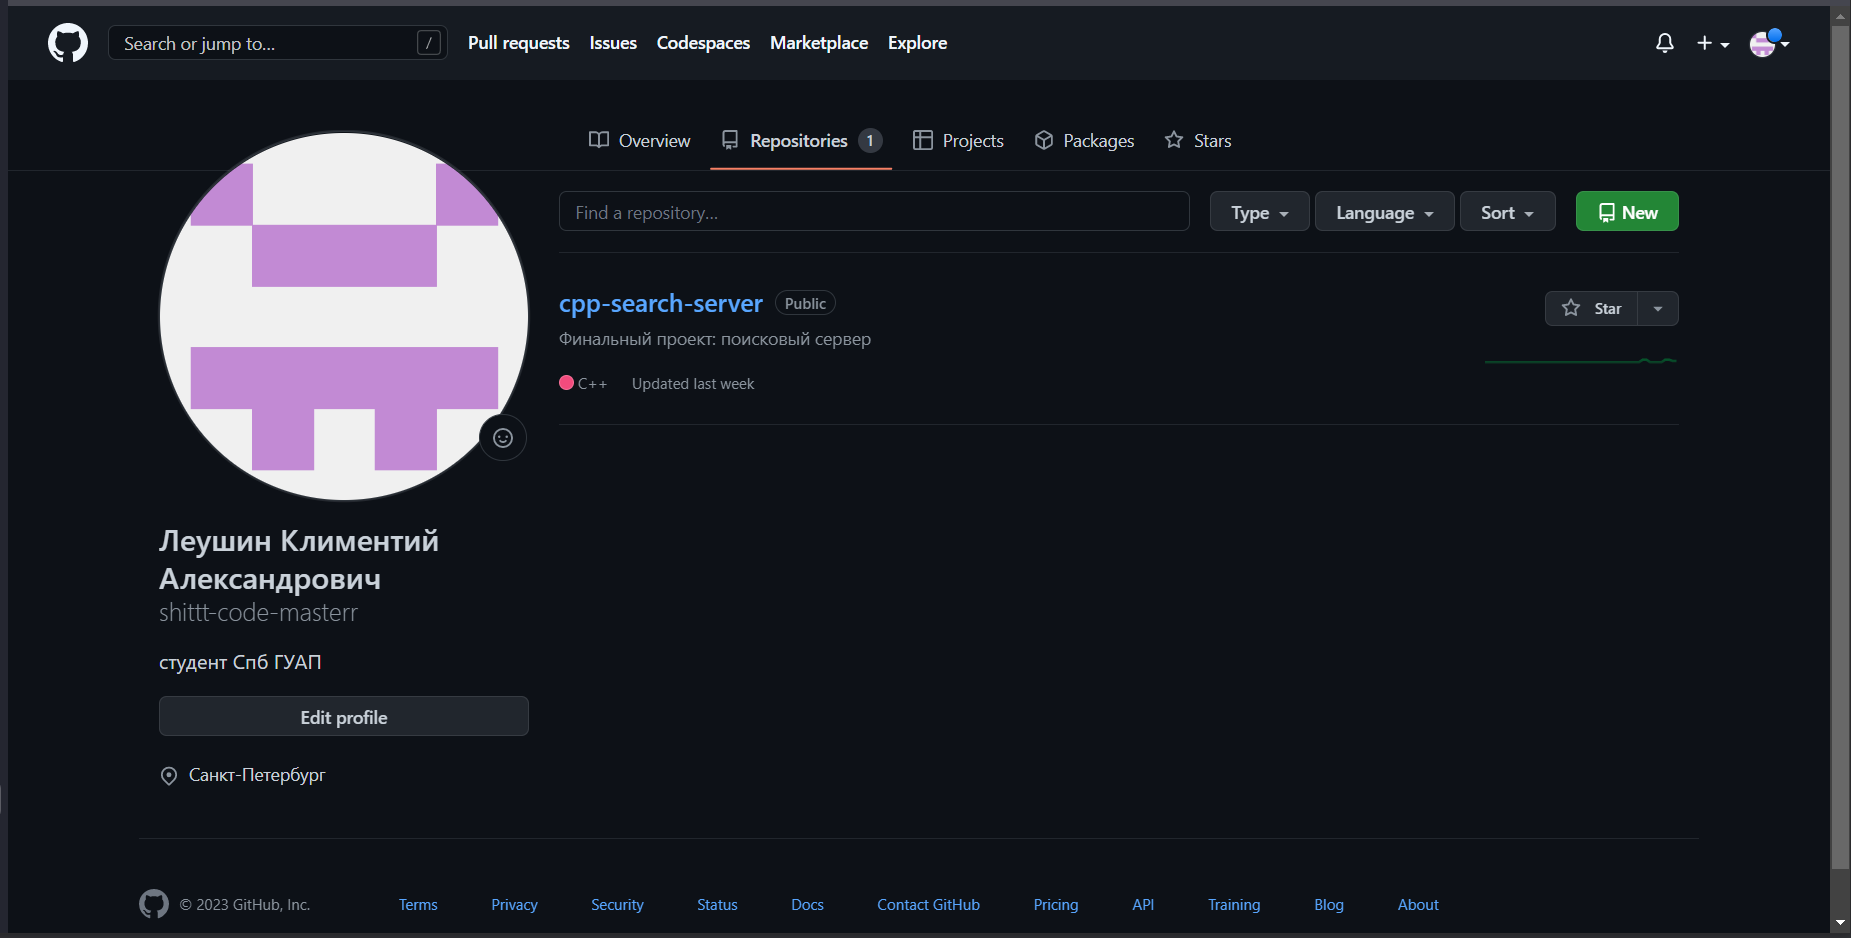 Search or jump to... /
Pull requests Issues Codespaces Marketplace Explore
Overview Repositories 1 Projects Packages Stars
Find a repository... Type Language Sort New
cpp-search-server Public
Star
Финальный проект: поисковый сервер
C++ Updated last week
Леушин Климентий
Александрович
shittt-code-masterr
студент Спб ГУАП
Edit profile
Санкт-Петербург
© 2023 GitHub, Inc. Terms Privacy Security Status Docs Contact GitHub Pricing API Training Blog About